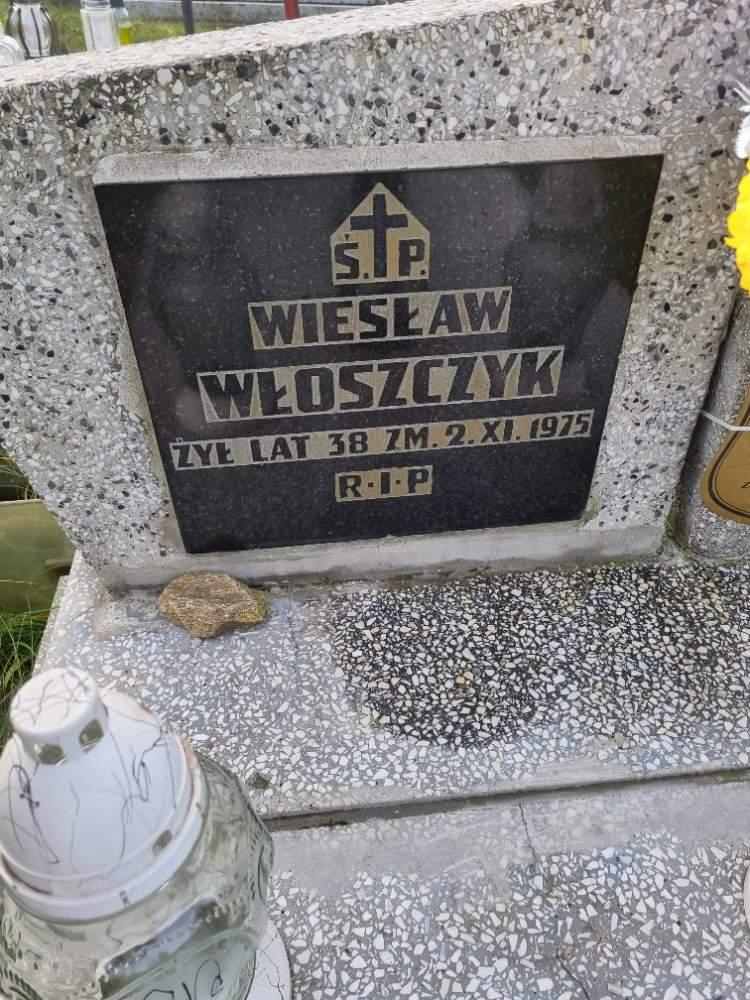 Ś. P.
WIESŁAW
WŁOSZCZYK
ŻYŁ LAT 38 ZM. 2. XI. 1975
R·I·P